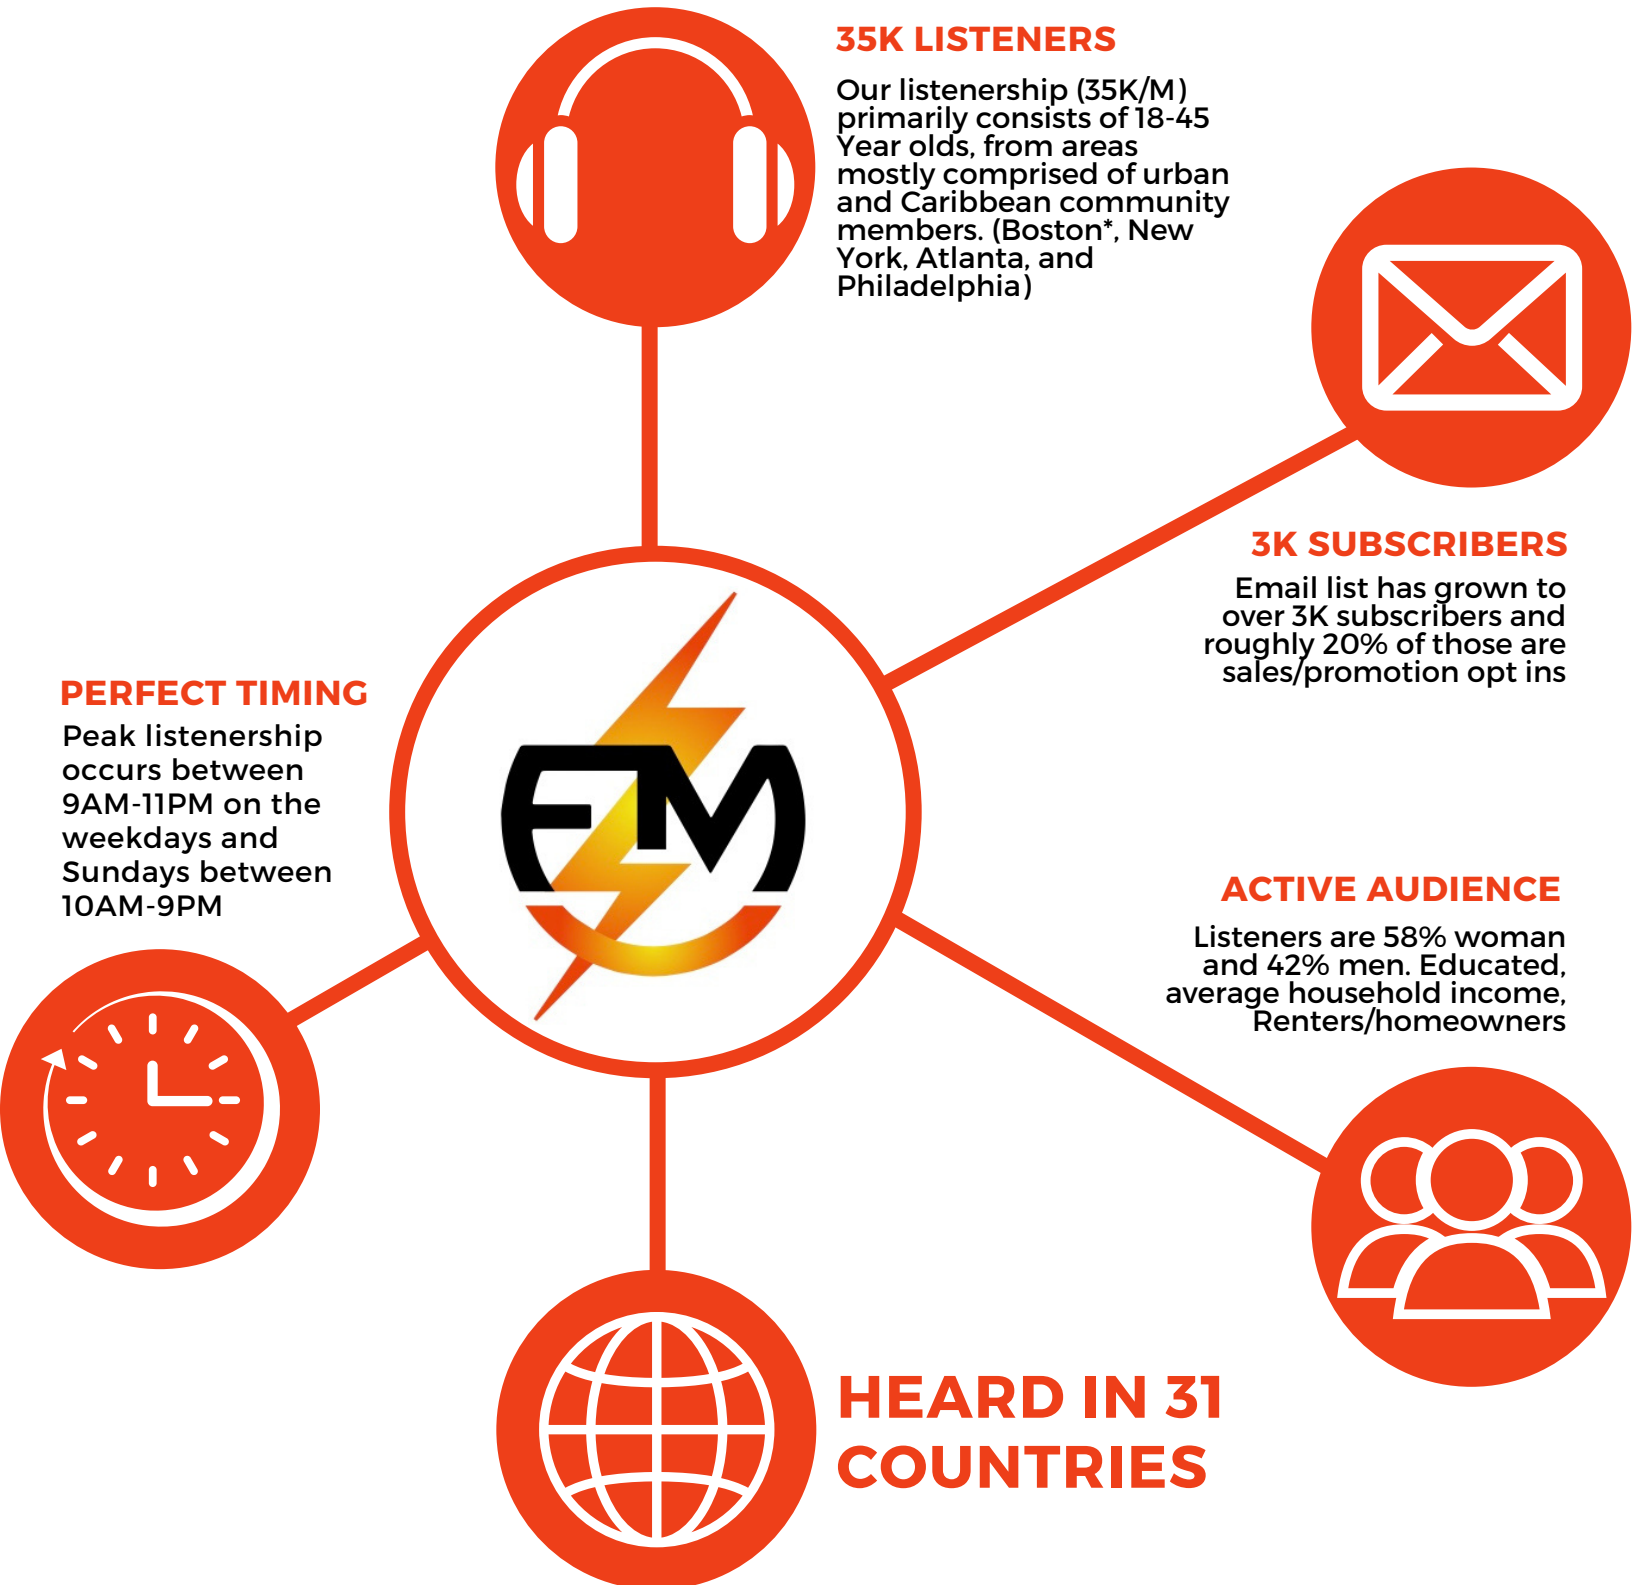 35K LISTENERS
Our listenership (35K/M)
primarily consists of 18-45
Year olds, from areas
mostly comprised of urban
and Caribbean community
members. (Boston*, New
York, Atlanta, and
Philadelphia)
3K SUBSCRIBERS
Email list has grown to
over 3K subscribers and
roughly 20% of those are
sales/promotion opt ins
PERFECT TIMING
Peak listenership
occurs between
9AM-11PM on the
weekdays and
Sundays between
10AM-9PM
FM
ACTIVE AUDIENCE
Listeners are 58% woman
and 42% men. Educated,
average household income,
Renters/homeowners
HEARD IN 31
COUNTRIES